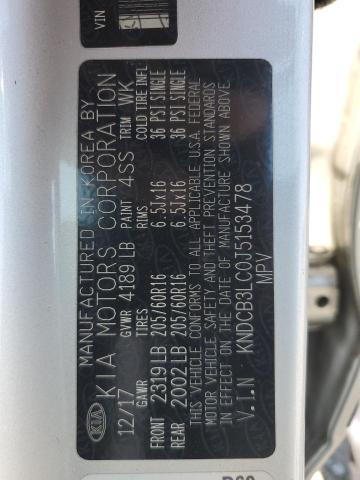 VIN
MANUFACTURED IN KOREA BY
KIA MOTORS CORPORATION
KIA
12/17 GVWR 4189 LB PAINT 4SS TRIM WK
GAWR TIRES RIMS COLD TIRE INFL
FRONT 2319 LB 205/60R16 6.5JX16 36 PSI SINGLE
REAR 2002 LB 205/60R16 6.5JX16 36 PSI SINGLE
THIS VEHICLE CONFORMS TO ALL APPLICABLE U.S.A. FEDERAL
MOTOR VEHICLE SAFETY AND THEFT PREVENTION STANDARDS
IN EFFECT ON THE DATE OF MANUFACTURE SHOWN ABOVE.
V.I.N KNDCB3LC0J5153478
MPV